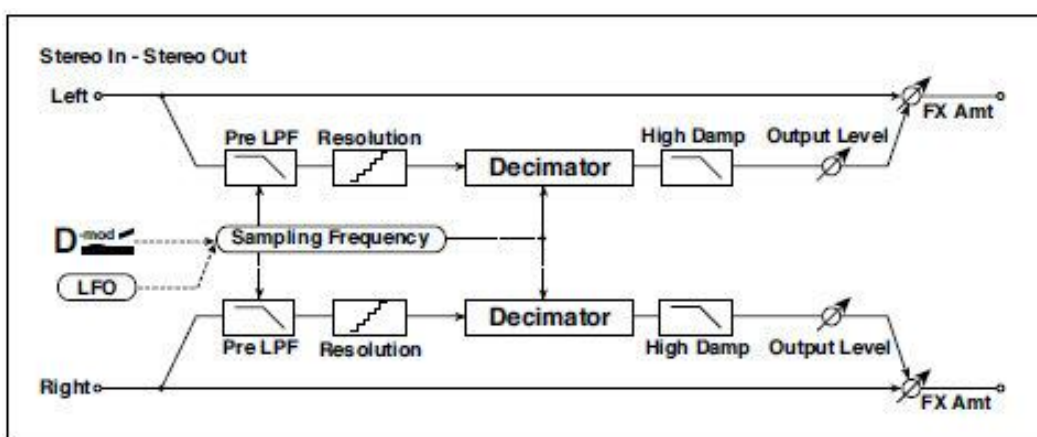 Stereo In - Stereo Out
Left
FX Amt
Pre LPF Resolution High Damp Output Level
Decimator
D-mod
Sampling Frequency
LFO
Decimator
Pre LPF Resolution High Damp Output Level
Right
FX Amt